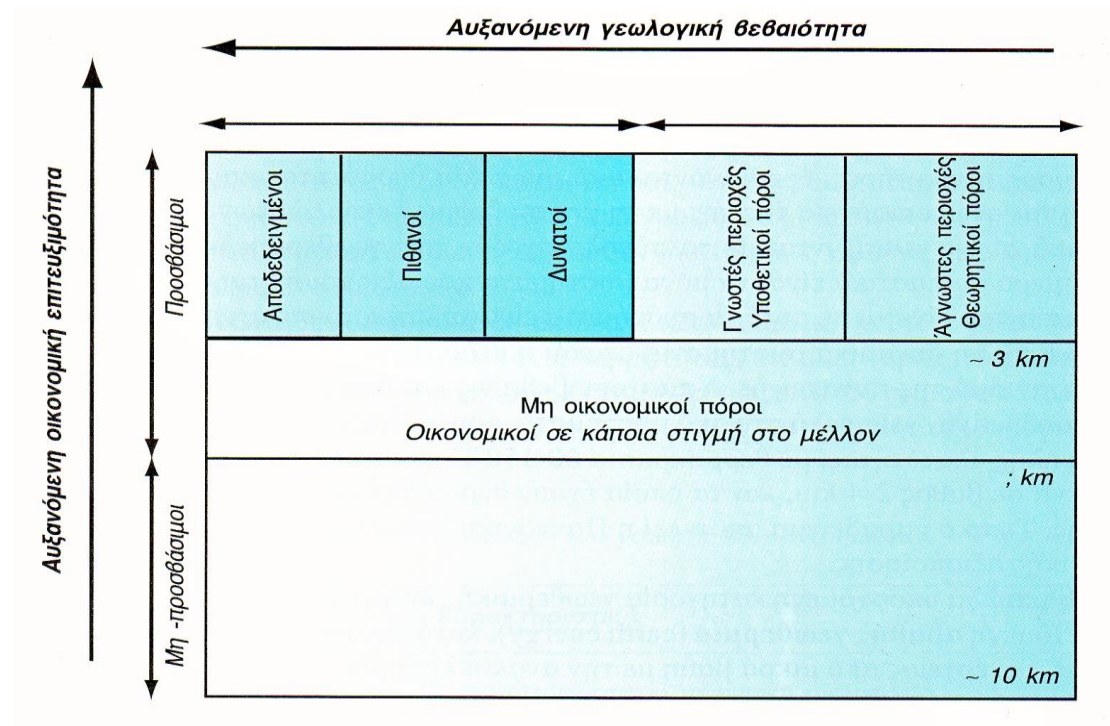 Αυξανόμενη γεωλογική βεβαιότητα
Αυξανόμενη οικονομική επιτευξιμότητα
Προσβάσιμοι
Αποδεδειγμένοι
Πιθανοί
Δυνατοί
Γνωστές περιοχές
Υποθετικοί πόροι
Άγνωστες περιοχές
Θεωρητικοί πόροι
~ 3 km
Μη οικονομικοί πόροι
Οικονομικοί σε κάποια στιγμή στο μέλλον
Μη -προσβάσιμοι
; km
~ 10 km